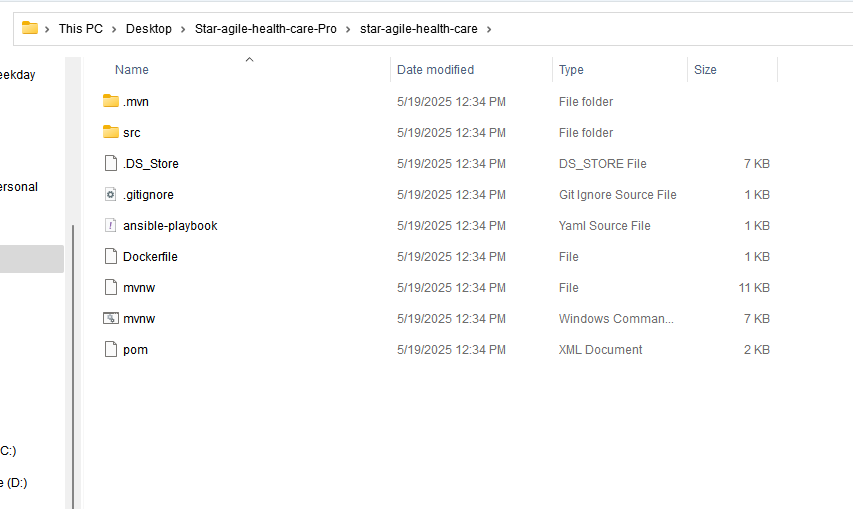 This PC > Desktop > Star-agile-health-care-Pro > star-agile-health-care >
eekday
ersonal
C:)
e (D:)
Name Date modified Type Size
.mvn 5/19/2025 12:34 PM File folder
src 5/19/2025 12:34 PM File folder
.DS_Store 5/19/2025 12:34 PM DS_STORE File 7 KB
.gitignore 5/19/2025 12:34 PM Git Ignore Source File 1 KB
ansible-playbook 5/19/2025 12:34 PM Yaml Source File 1 KB
Dockerfile 5/19/2025 12:34 PM File 1 KB
mvnw 5/19/2025 12:34 PM File 11 KB
mvnw 5/19/2025 12:34 PM Windows Comman... 7 KB
pom 5/19/2025 12:34 PM XML Document 2 KB